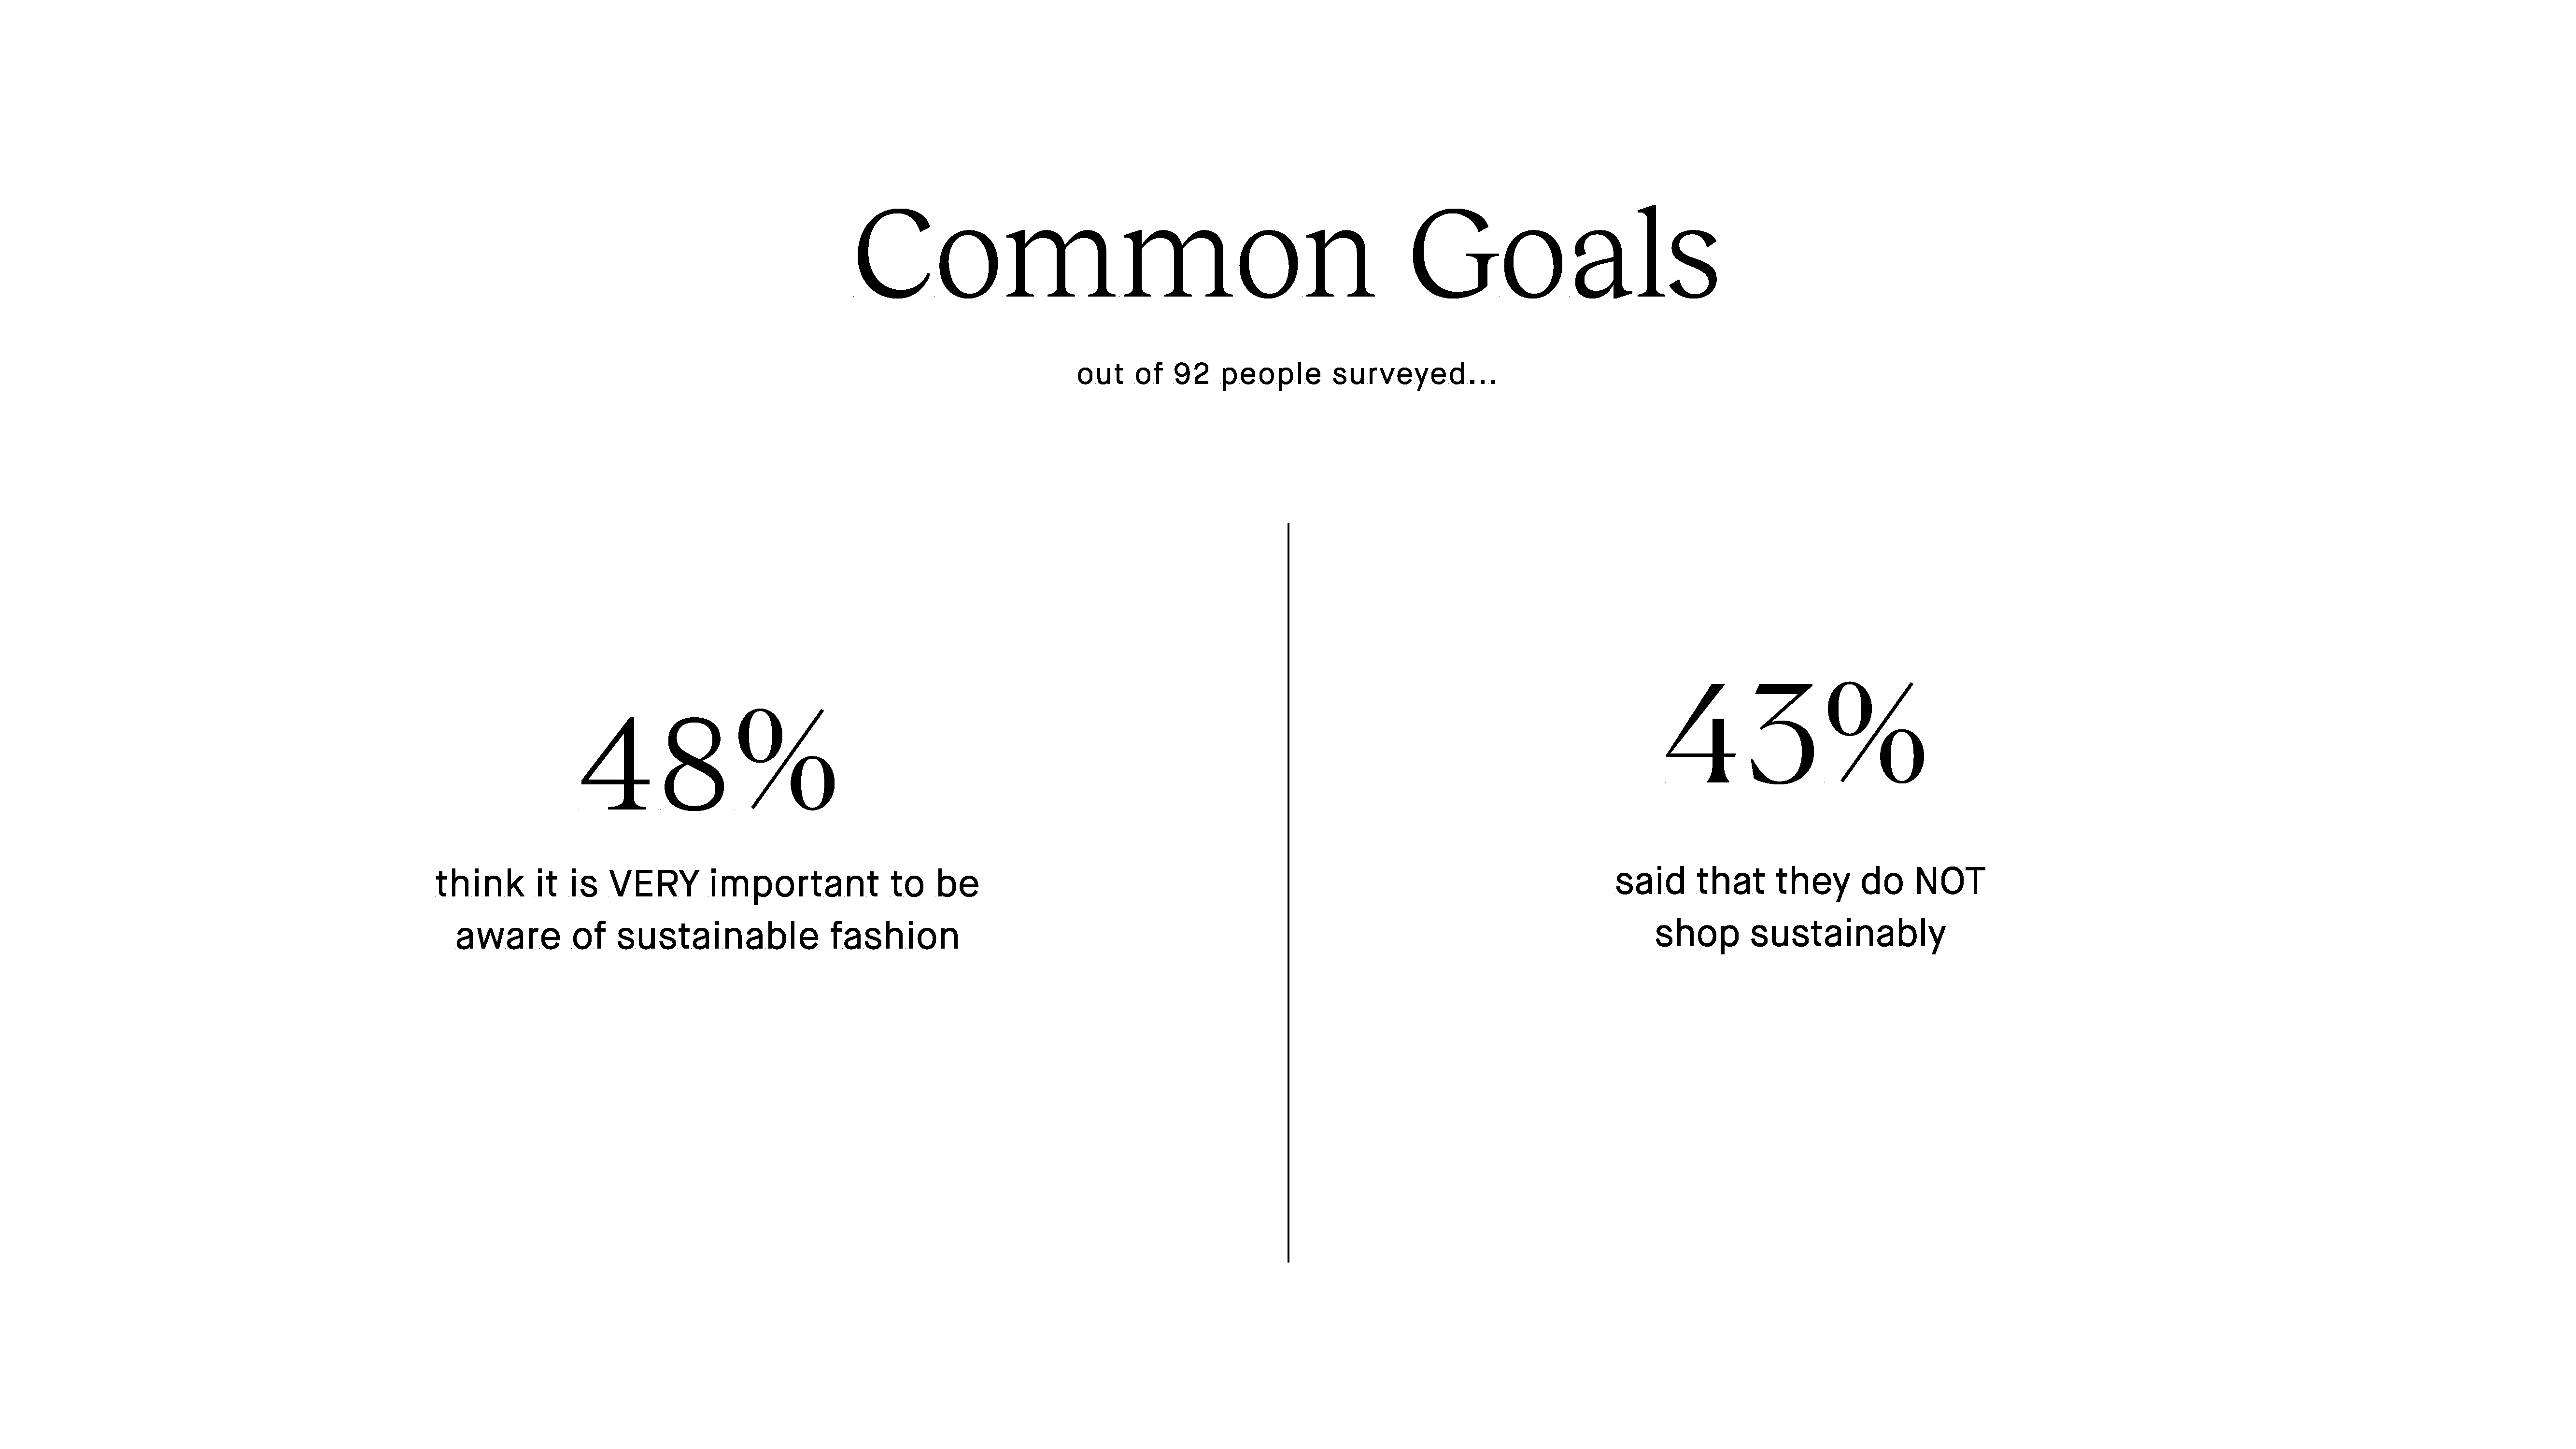 Common Goals
out of 92 people surveyed...
48%
think it is VERY important to be
aware of sustainable fashion
43%
said that they do NOT
shop sustainably